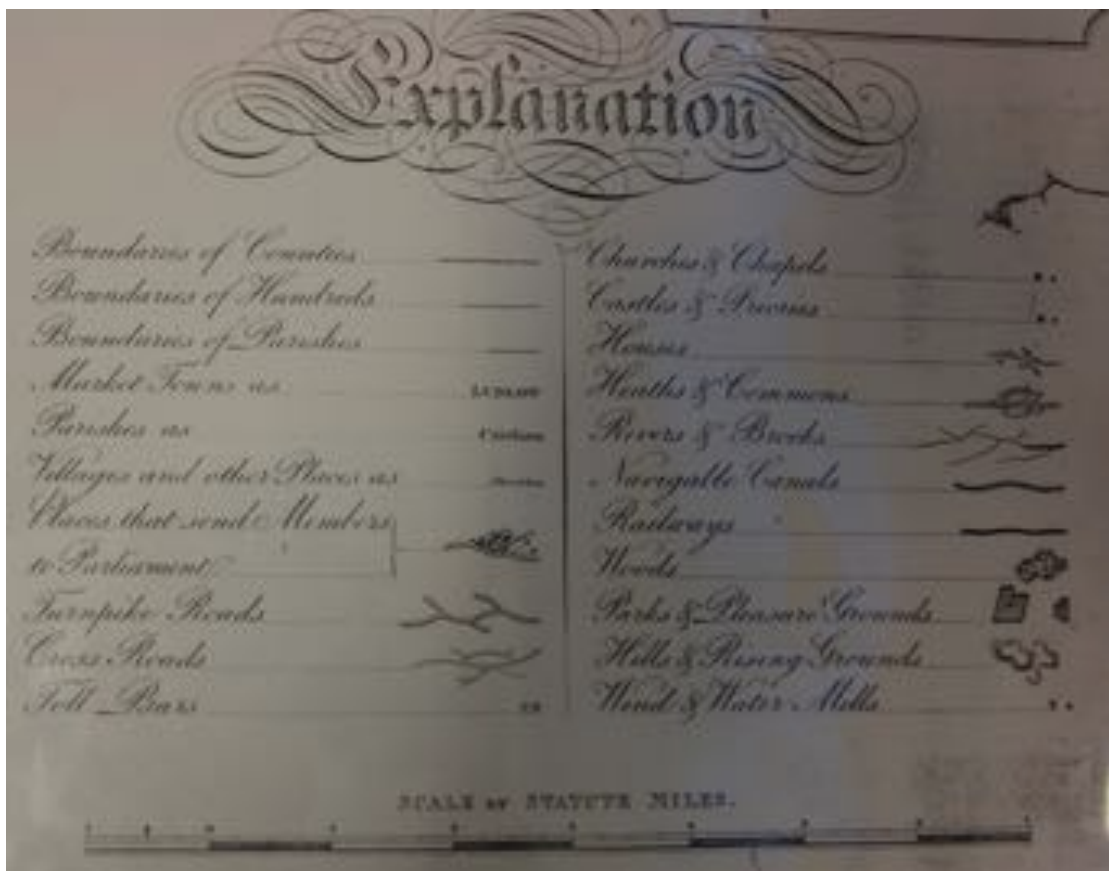 Explanation
Boundaries of Counties
Boundaries of Hundreds
Boundaries of Parishes
Market Towns as LUDLOW
Parishes as
Villages and other Places as
Places that send Members
to Parliament
Turnpike Roads
Cross Roads
Toll Bars
Churches & Chapels
Castles & Priories
Houses
Heaths & Commons
Rivers & Brooks
Navigable Canals
Railways
Woods
Parks & Pleasure Grounds
Hills & Rising Grounds
Wind & Water Mills
SCALE OF STATUTE MILES.